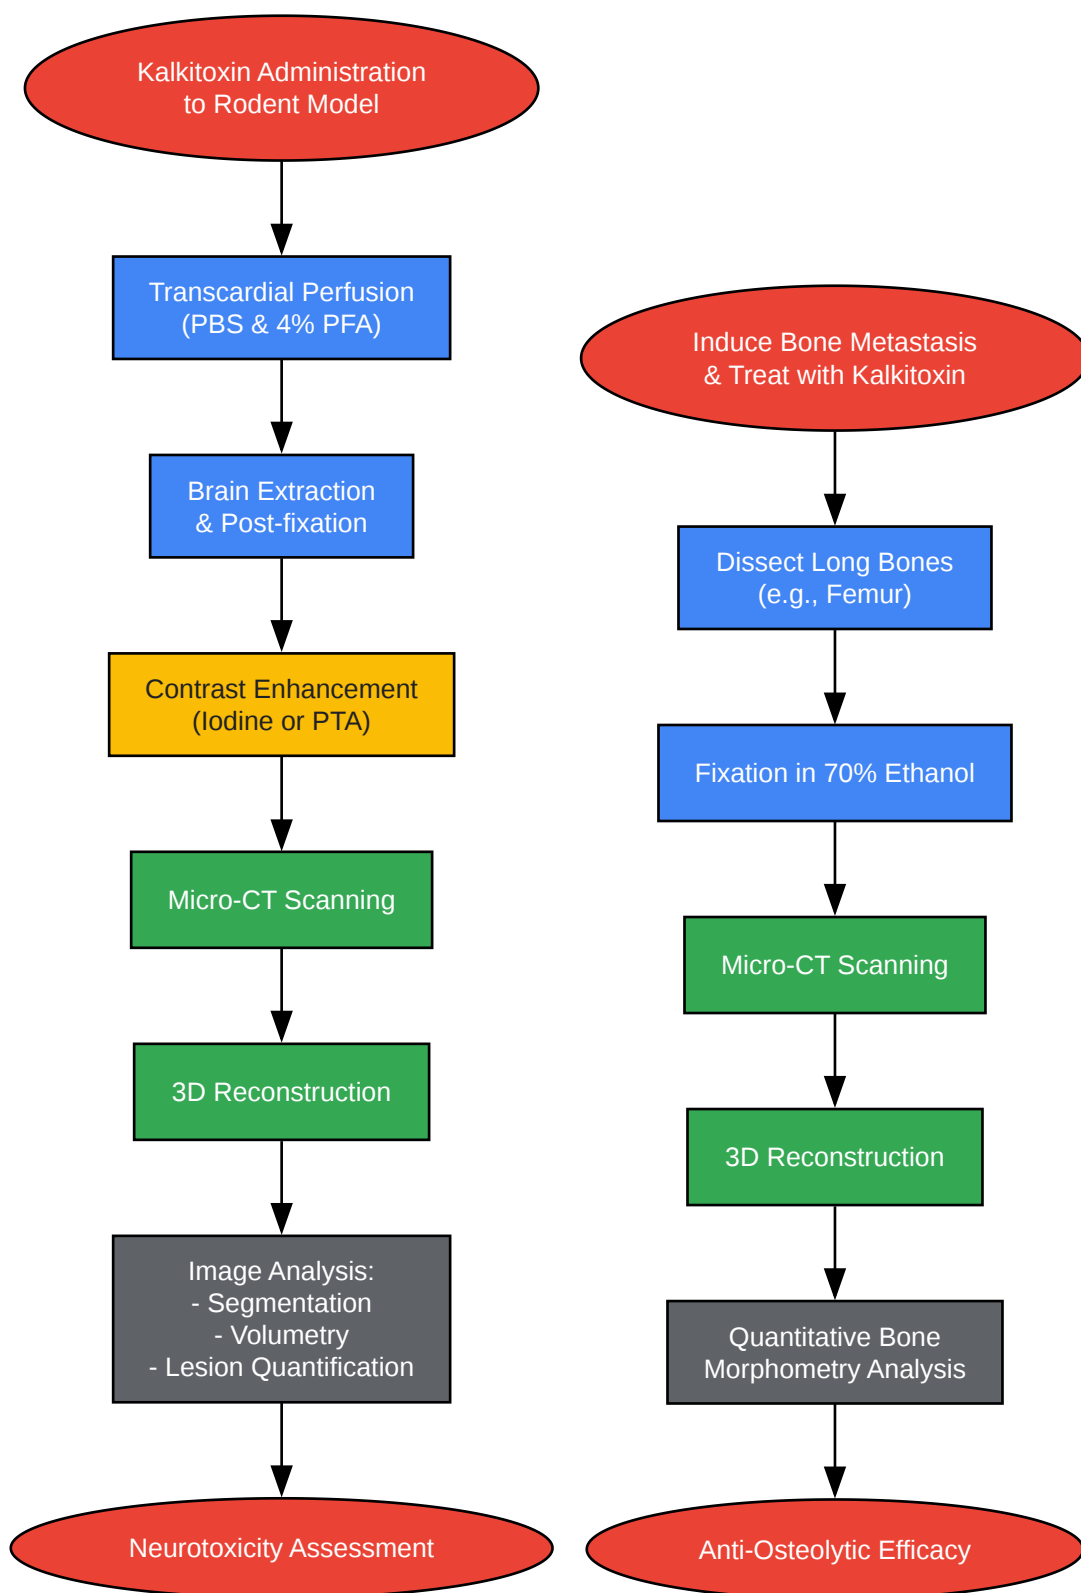 Kalkitoxin Administration
to Rodent Model
Transcardial Perfusion
(PBS & 4% PFA)
Brain Extraction
& Post-fixation
Contrast Enhancement
(Iodine or PTA)
Micro-CT Scanning
3D Reconstruction
Image Analysis:
- Segmentation
- Volumetry
- Lesion Quantification
Neurotoxicity Assessment
Induce Bone Metastasis
& Treat with Kalkitoxin
Dissect Long Bones
(e.g., Femur)
Fixation in 70% Ethanol
Micro-CT Scanning
3D Reconstruction
Quantitative Bone
Morphometry Analysis
Anti-Osteolytic Efficacy